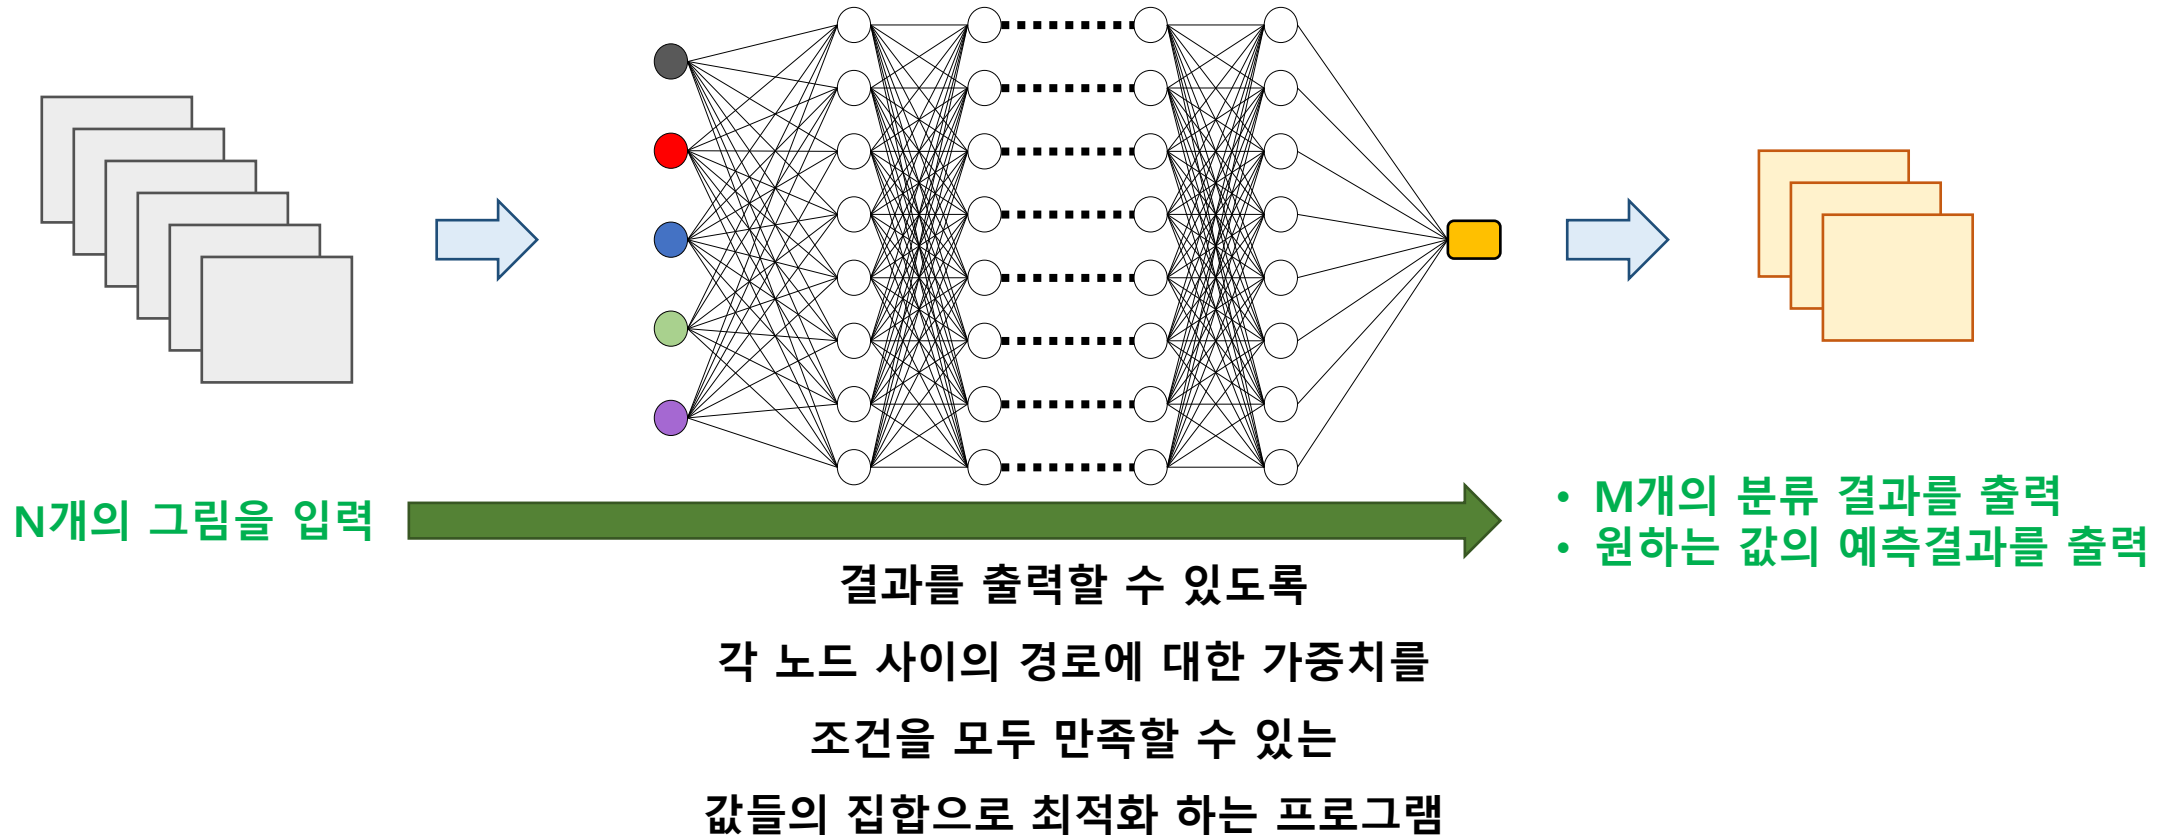 N개의 그림을 입력
• M개의 분류 결과를 출력
• 원하는 값의 예측결과를 출력
결과를 출력할 수 있도록
각 노드 사이의 경로에 대한 가중치를
조건을 모두 만족할 수 있는
값들의 집합으로 최적화 하는 프로그램